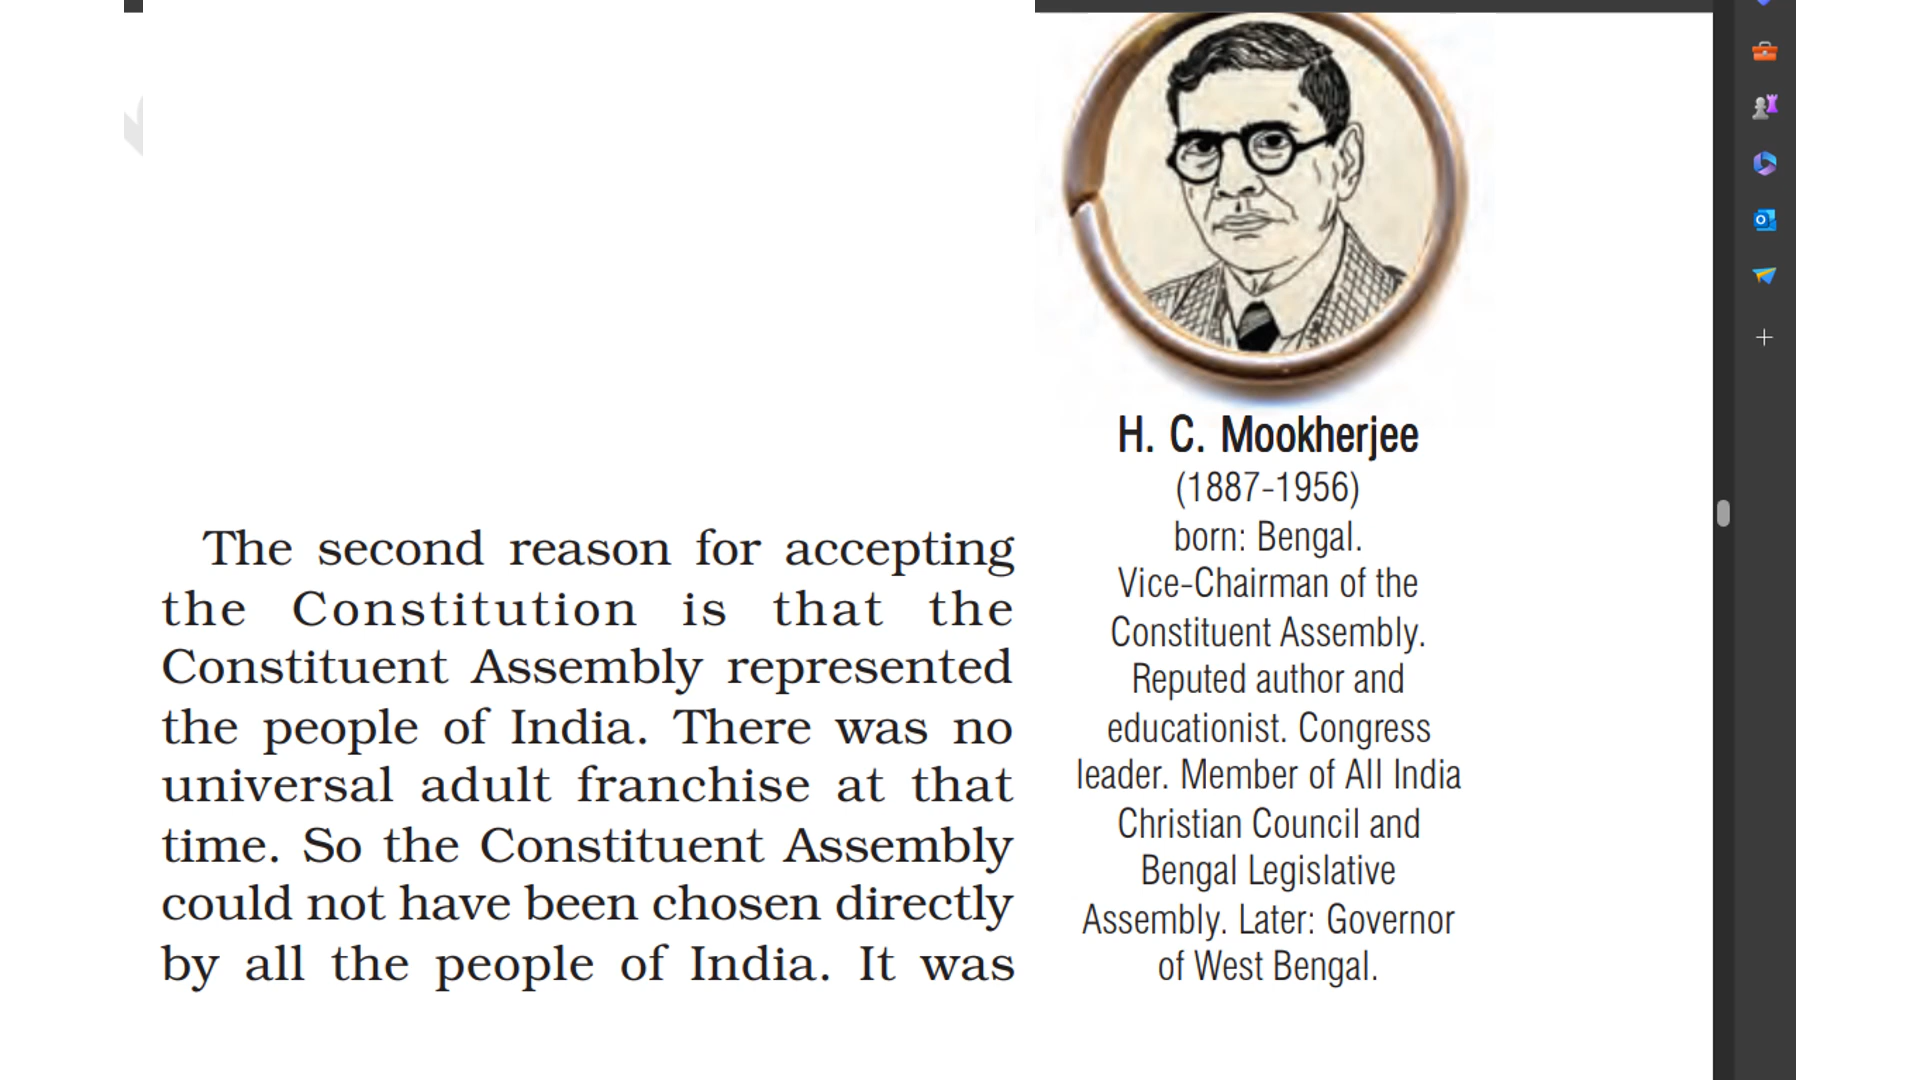 The second reason for accepting
the Constitution is that the
Constituent Assembly represented
the people of India. There was no
universal adult franchise at that
time. So the Constituent Assembly
could not have been chosen directly
by all the people of India. It was
H. C. Mookherjee
(1887-1956)
born: Bengal.
Vice-Chairman of the
Constituent Assembly.
Reputed author and
educationist. Congress
leader. Member of All India
Christian Council and
Bengal Legislative
Assembly. Later: Governor
of West Bengal.